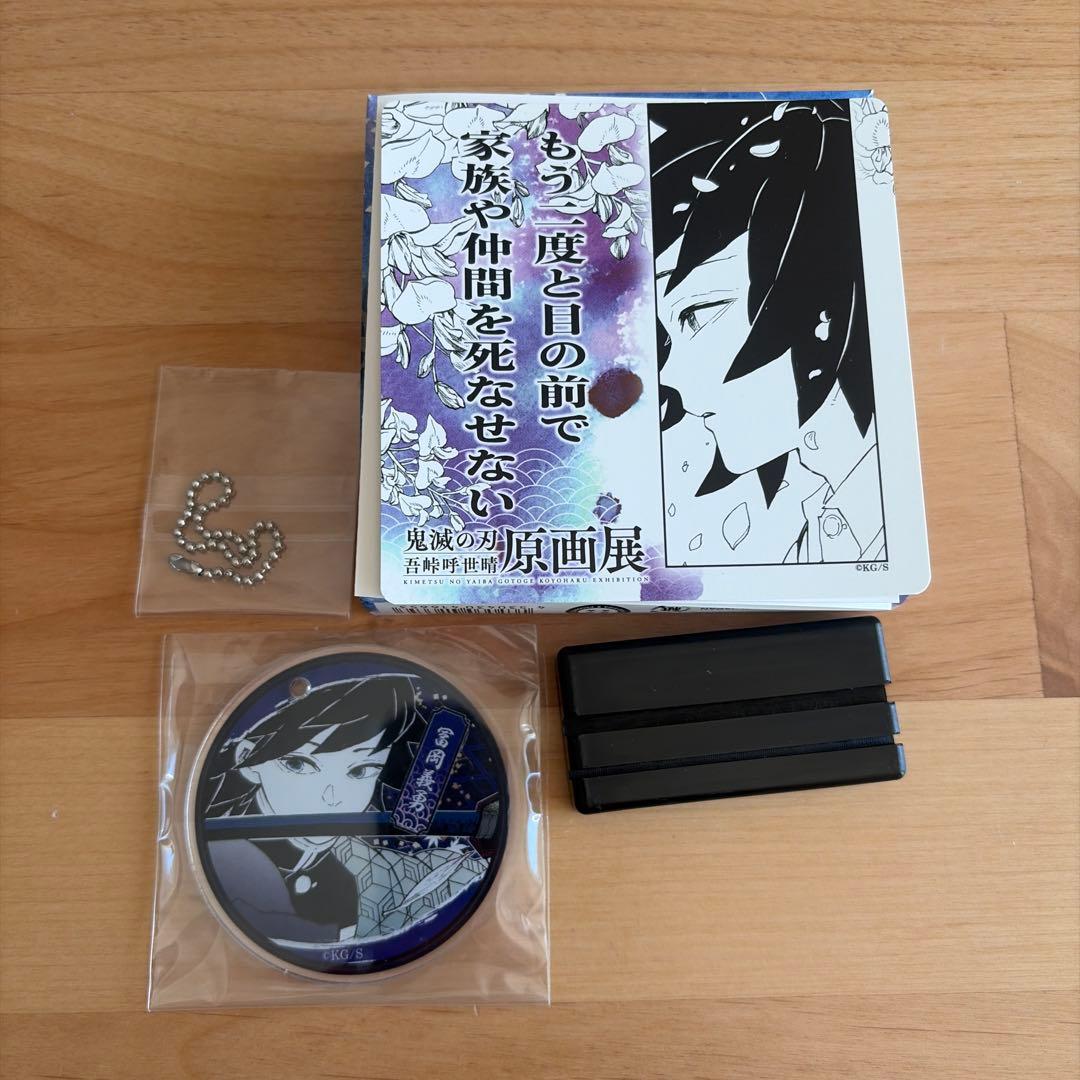 もう二度と目の前で
家族や仲間を死なせない
鬼滅の刃
吾峠呼世晴
原画展
KIMETSU NO YAIBA GOTOGE KOYOHARU EXHIBITION
©KG/S
冨岡義勇
©KG/S